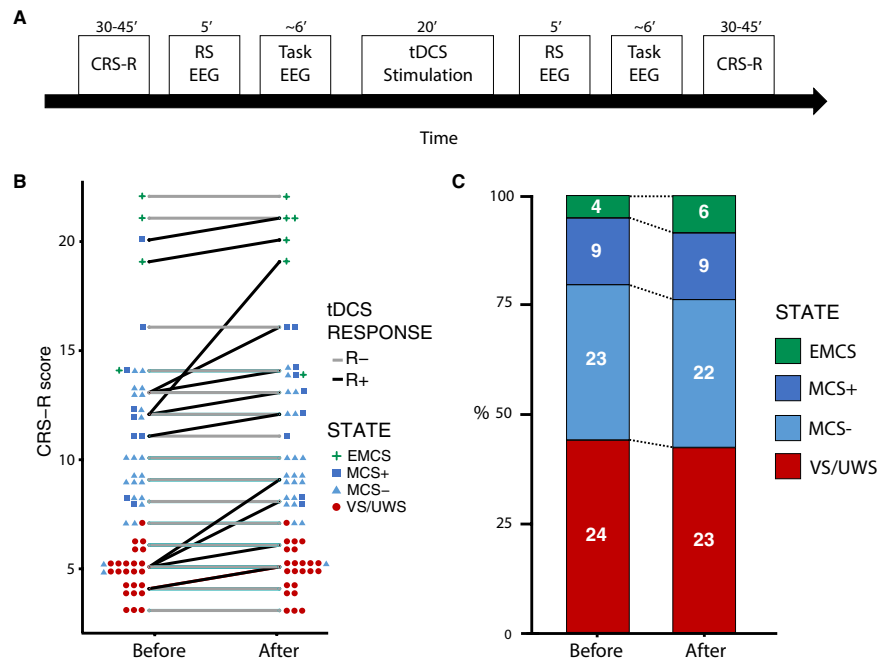 A
30-45′ 5′ ~6′ 20′ 5′ ~6′ 30-45′
CRS-R RS EEG Task EEG tDCS Stimulation RS EEG Task EEG CRS-R
Time
B
CRS−R score
20
15
10
5
Before After
tDCS
RESPONSE
R−
R+
STATE
EMCS
MCS+
MCS−
VS/UWS
C
%
100
75
50
25
0
4 6
9 9
23 22
24 23
Before After
STATE
EMCS
MCS+
MCS-
VS/UWS